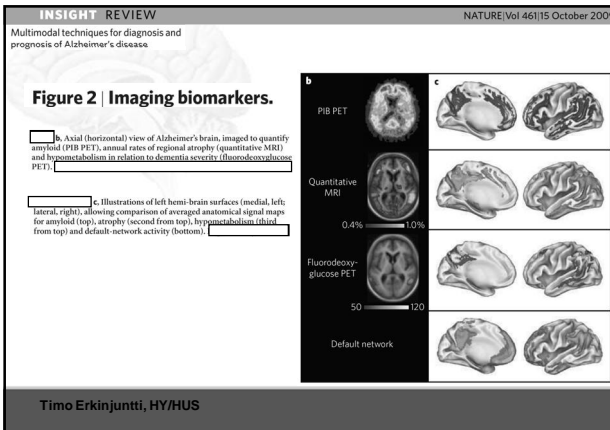 INSIGHT REVIEW
NATURE|Vol 461|15 October 2009
Multimodal techniques for diagnosis and
prognosis of Alzheimer's disease
Figure 2 | Imaging biomarkers.
b, Axial (horizontal) view of Alzheimer's brain, imaged to quantify
amyloid (PIB PET), annual rates of regional atrophy (quantitative MRI)
and hypometabolism in relation to dementia severity (fluorodeoxyglucose
PET).
c, Illustrations of left hemi-brain surfaces (medial, left;
lateral, right), allowing comparison of averaged anatomical signal maps
for amyloid (top), atrophy (second from top), hypometabolism (third
from top) and default-network activity (bottom).
b
c
PIB PET
Quantitative
MRI
0.4% 1.0%
Fluorodeoxy-
glucose PET
50 120
Default network
Timo Erkinjuntti, HY/HUS